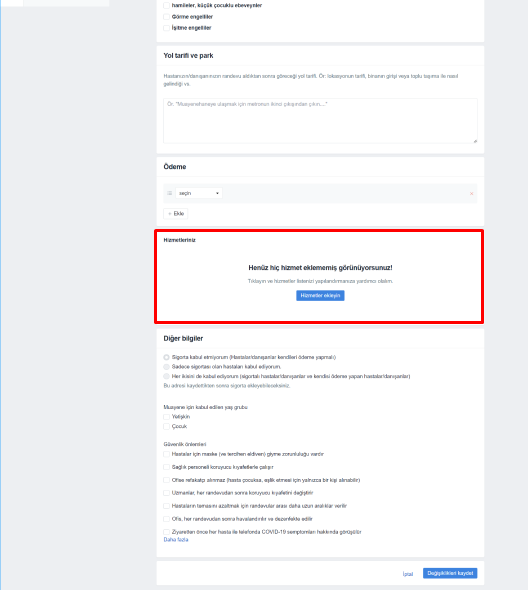 hamileler, küçük çocuklu ebeveynler
Görme engelliler
İşitme engelliler
Yol tarifi ve park
Hastanızın/danışanınızın randevu aldıktan sonra göreceği yol tarifi. Ör: lokasyonun tarifi, binanın girişi veya toplu taşıma ile nasıl
gelindiği vs.
Ör. "Muayenehaneye ulaşmak için metronun ikinci çıkışından çıkın..."
Ödeme
seçin
+ Ekle
Hizmetleriniz
Henüz hiç hizmet eklememiş görünüyorsunuz!
Tıklayın ve hizmetler listenizi yapılandırmanıza yardımcı olalım.
Hizmetler ekleyin
Diğer bilgiler
Sigorta kabul etmiyorum (Hastalar/danışanlar kendileri ödeme yapmalı)
Sadece sigortası olan hastaları kabul ediyorum.
Her ikisini de kabul ediyorum (sigortalı hastalar/danışanlar ve kendisi ödeme yapan hastalar/danışanlar)
Bu adresi kaydettikten sonra sigorta ekleyebileceksiniz.
Muayene için kabul edilen yaş grubu
Yetişkin
Çocuk
Güvenlik önlemleri
Hastalar için maske (ve tercihen eldiven) giyme zorunluluğu vardır
Sağlık personeli koruyucu kıyafetlerle çalışır
Ofise refakatçi alınmaz (hasta çocuksa, eşlik etmesi için yalnızca bir kişi alınabilir)
Uzmanlar, her randevudan sonra koruyucu kıyafetini değiştirir
Hastaların temasını azaltmak için randevular arası daha uzun aralıklar verilir
Ofis, her randevudan sonra havalandırılır ve dezenfekte edilir
Ziyaretten önce her hasta ile telefonda COVID-19 semptomları hakkında görüşülür
Daha fazla
İptal
Değişiklikleri kaydet